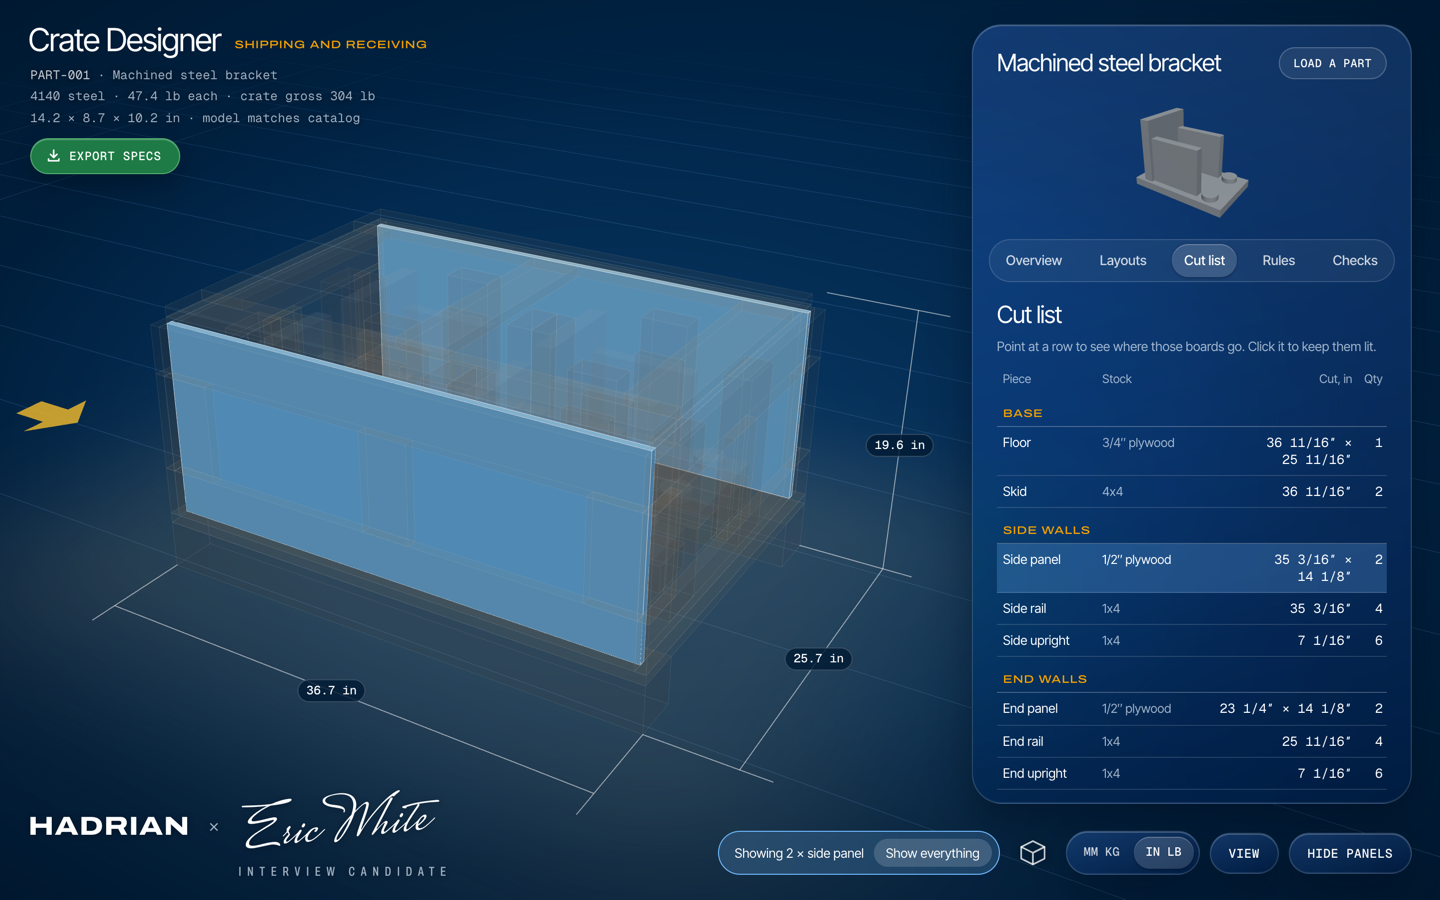 Crate Designer SHIPPING AND RECEIVING
PART-001 · Machined steel bracket
4140 steel · 47.4 lb each · crate gross 304 lb
14.2 × 8.7 × 10.2 in · model matches catalog
EXPORT SPECS
19.6 in
25.7 in
36.7 in
HADRIAN × Eric White
INTERVIEW CANDIDATE
Machined steel bracket LOAD A PART
Overview Layouts Cut list Rules Checks
Cut list
Point at a row to see where those boards go. Click it to keep them lit.
Piece Stock Cut, in Qty
BASE
Floor 3/4″ plywood 36 11/16″ × 1
25 11/16″
Skid 4x4 36 11/16″ 2
SIDE WALLS
Side panel 1/2″ plywood 35 3/16″ × 2
14 1/8″
Side rail 1x4 35 3/16″ 4
Side upright 1x4 7 1/16″ 6
END WALLS
End panel 1/2″ plywood 23 1/4″ × 14 1/8″ 2
End rail 1x4 25 11/16″ 4
End upright 1x4 7 1/16″ 6
Showing 2 × side panel Show everything
MM KG IN LB
VIEW
HIDE PANELS